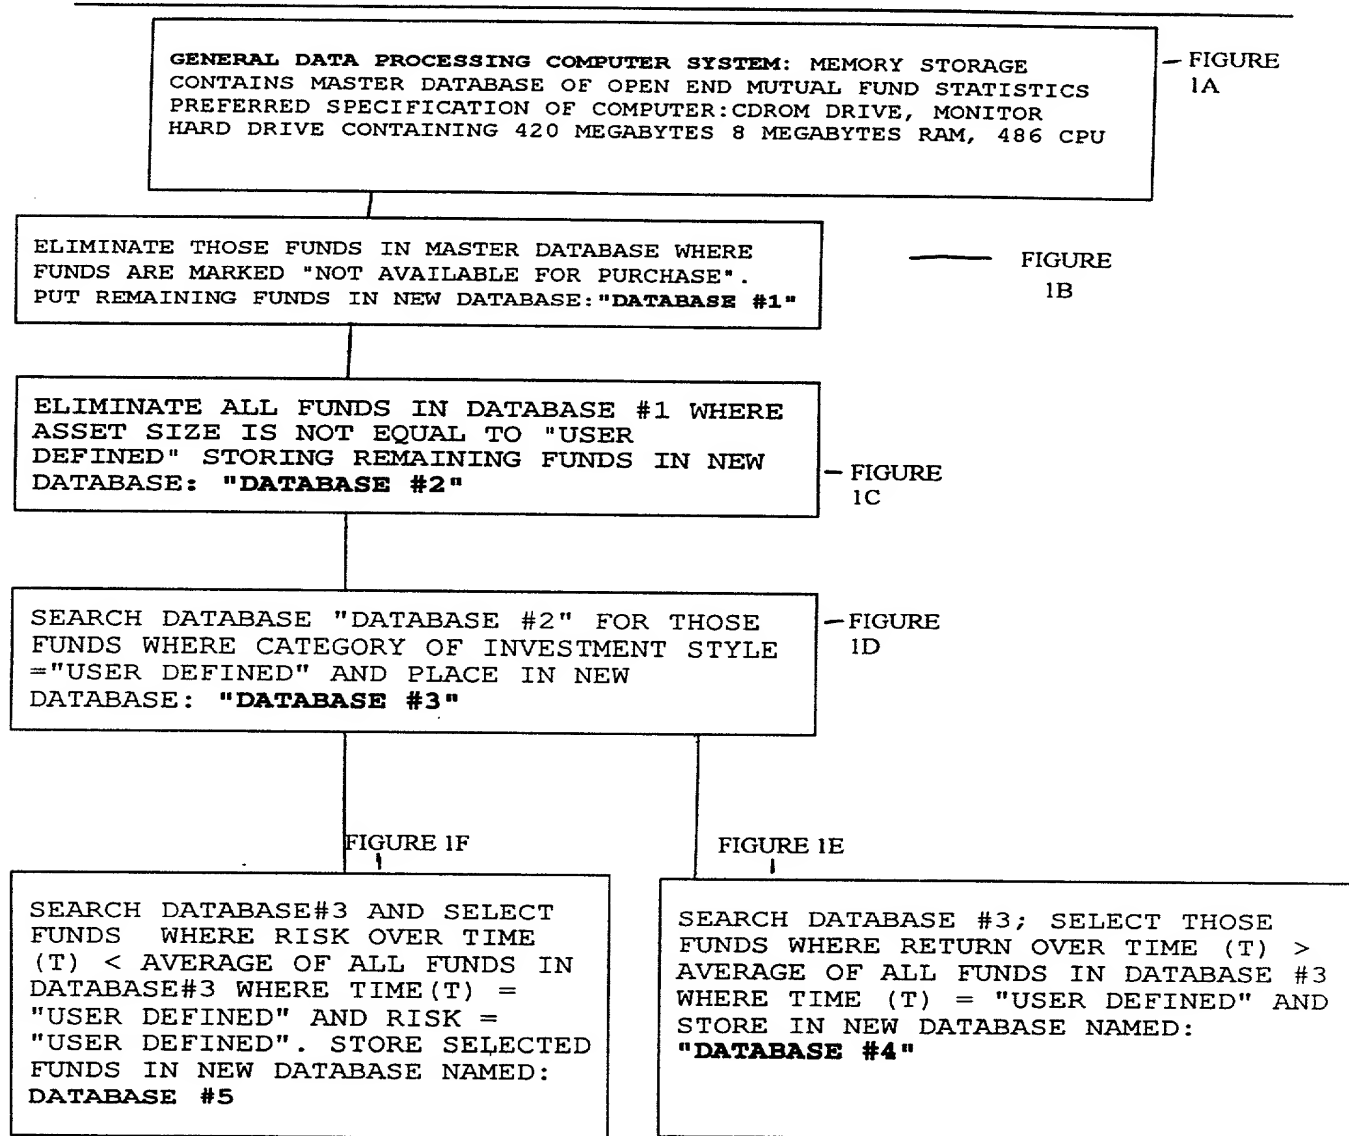 GENERAL DATA PROCESSING COMPUTER SYSTEM: MEMORY STORAGE
CONTAINS MASTER DATABASE OF OPEN END MUTUAL FUND STATISTICS
PREFERRED SPECIFICATION OF COMPUTER:CDROM DRIVE, MONITOR
HARD DRIVE CONTAINING 420 MEGABYTES 8 MEGABYTES RAM, 486 CPU
FIGURE
1A
ELIMINATE THOSE FUNDS IN MASTER DATABASE WHERE
FUNDS ARE MARKED "NOT AVAILABLE FOR PURCHASE".
PUT REMAINING FUNDS IN NEW DATABASE:"DATABASE #1"
FIGURE
1B
ELIMINATE ALL FUNDS IN DATABASE #1 WHERE
ASSET SIZE IS NOT EQUAL TO "USER
DEFINED" STORING REMAINING FUNDS IN NEW
DATABASE: "DATABASE #2"
FIGURE
1C
SEARCH DATABASE "DATABASE #2" FOR THOSE
FUNDS WHERE CATEGORY OF INVESTMENT STYLE
="USER DEFINED" AND PLACE IN NEW
DATABASE: "DATABASE #3"
FIGURE
1D
FIGURE 1F
SEARCH DATABASE#3 AND SELECT
FUNDS WHERE RISK OVER TIME
(T) < AVERAGE OF ALL FUNDS IN
DATABASE#3 WHERE TIME(T) =
"USER DEFINED" AND RISK =
"USER DEFINED". STORE SELECTED
FUNDS IN NEW DATABASE NAMED:
DATABASE #5
FIGURE 1E
SEARCH DATABASE #3; SELECT THOSE
FUNDS WHERE RETURN OVER TIME (T) >
AVERAGE OF ALL FUNDS IN DATABASE #3
WHERE TIME (T) = "USER DEFINED" AND
STORE IN NEW DATABASE NAMED:
"DATABASE #4"